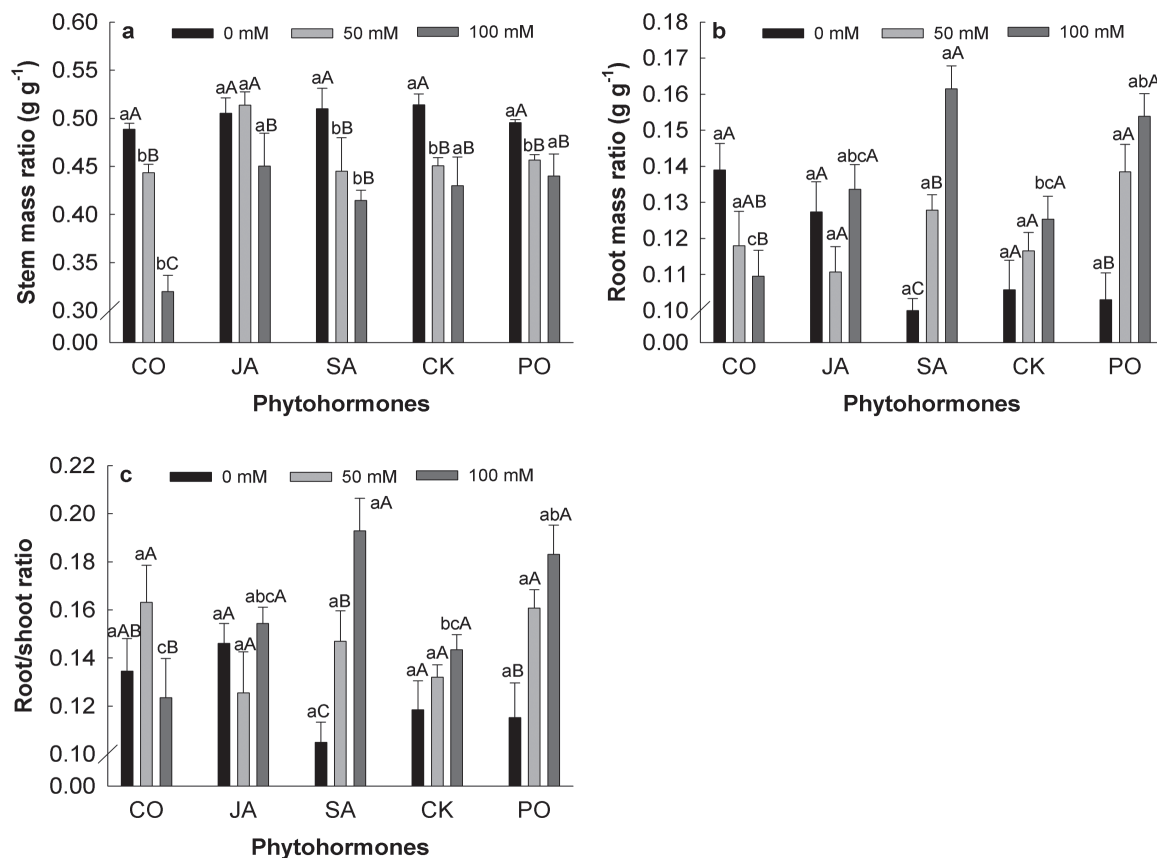 a
0 mM 50 mM 100 mM
Stem mass ratio (g g⁻¹)
0.60
0.55
0.50
0.45
0.40
0.35
0.30
0.00
aA bB bC
aA aA aB
aA bB bB
aA bB aB
aA bB aB
CO JA SA CK PO
Phytohormones
b
0 mM 50 mM 100 mM
Root mass ratio (g g⁻¹)
0.18
0.17
0.16
0.15
0.14
0.13
0.12
0.11
0.10
0.00
aA aAB cB
aA aA abcA
aC aB aA
aA aA bcA
aB aA abA
CO JA SA CK PO
Phytohormones
c
0 mM 50 mM 100 mM
Root/shoot ratio
0.22
0.20
0.18
0.16
0.14
0.12
0.10
0.00
aAB aA cB
aA aA abcA
aC aB aA
aA aA bcA
aB aA abA
CO JA SA CK PO
Phytohormones